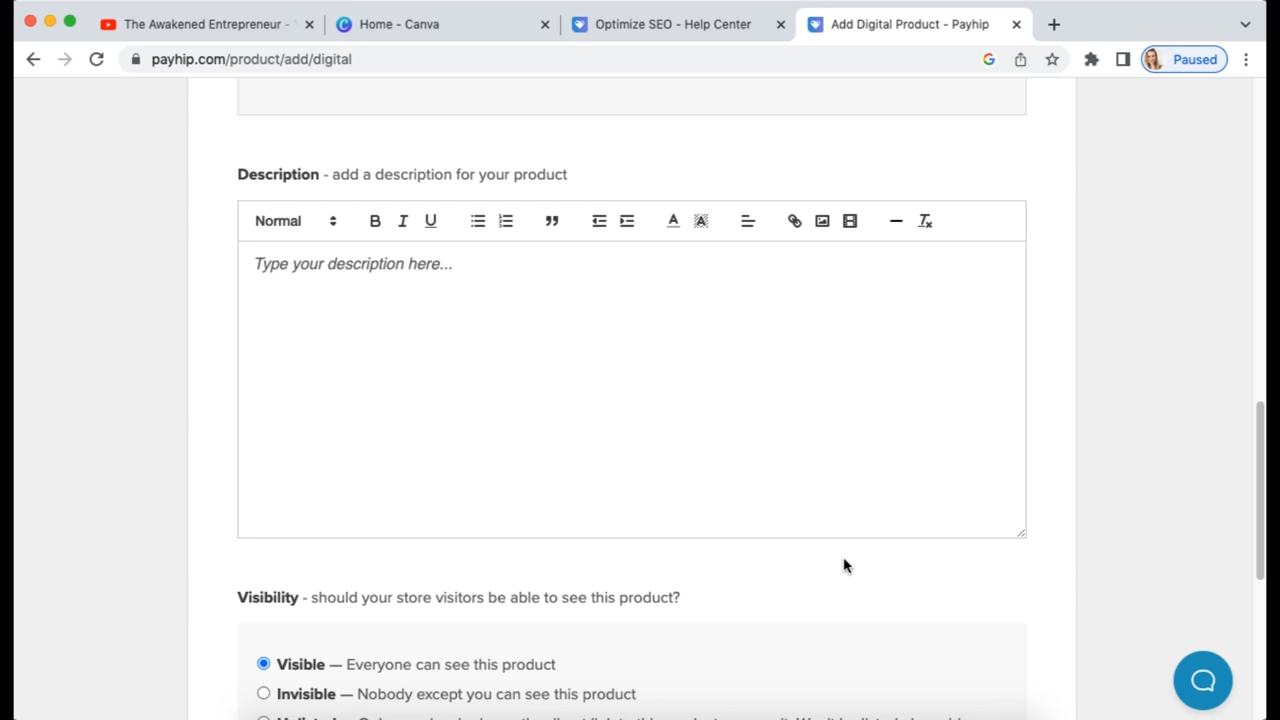 The Awakened Entrepreneur -
Home - Canva
Optimize SEO - Help Center
Add Digital Product - Payhip
payhip.com/product/add/digital
Paused
Description - add a description for your product
Normal
Type your description here...
Visibility - should your store visitors be able to see this product?
Visible — Everyone can see this product
Invisible — Nobody except you can see this product